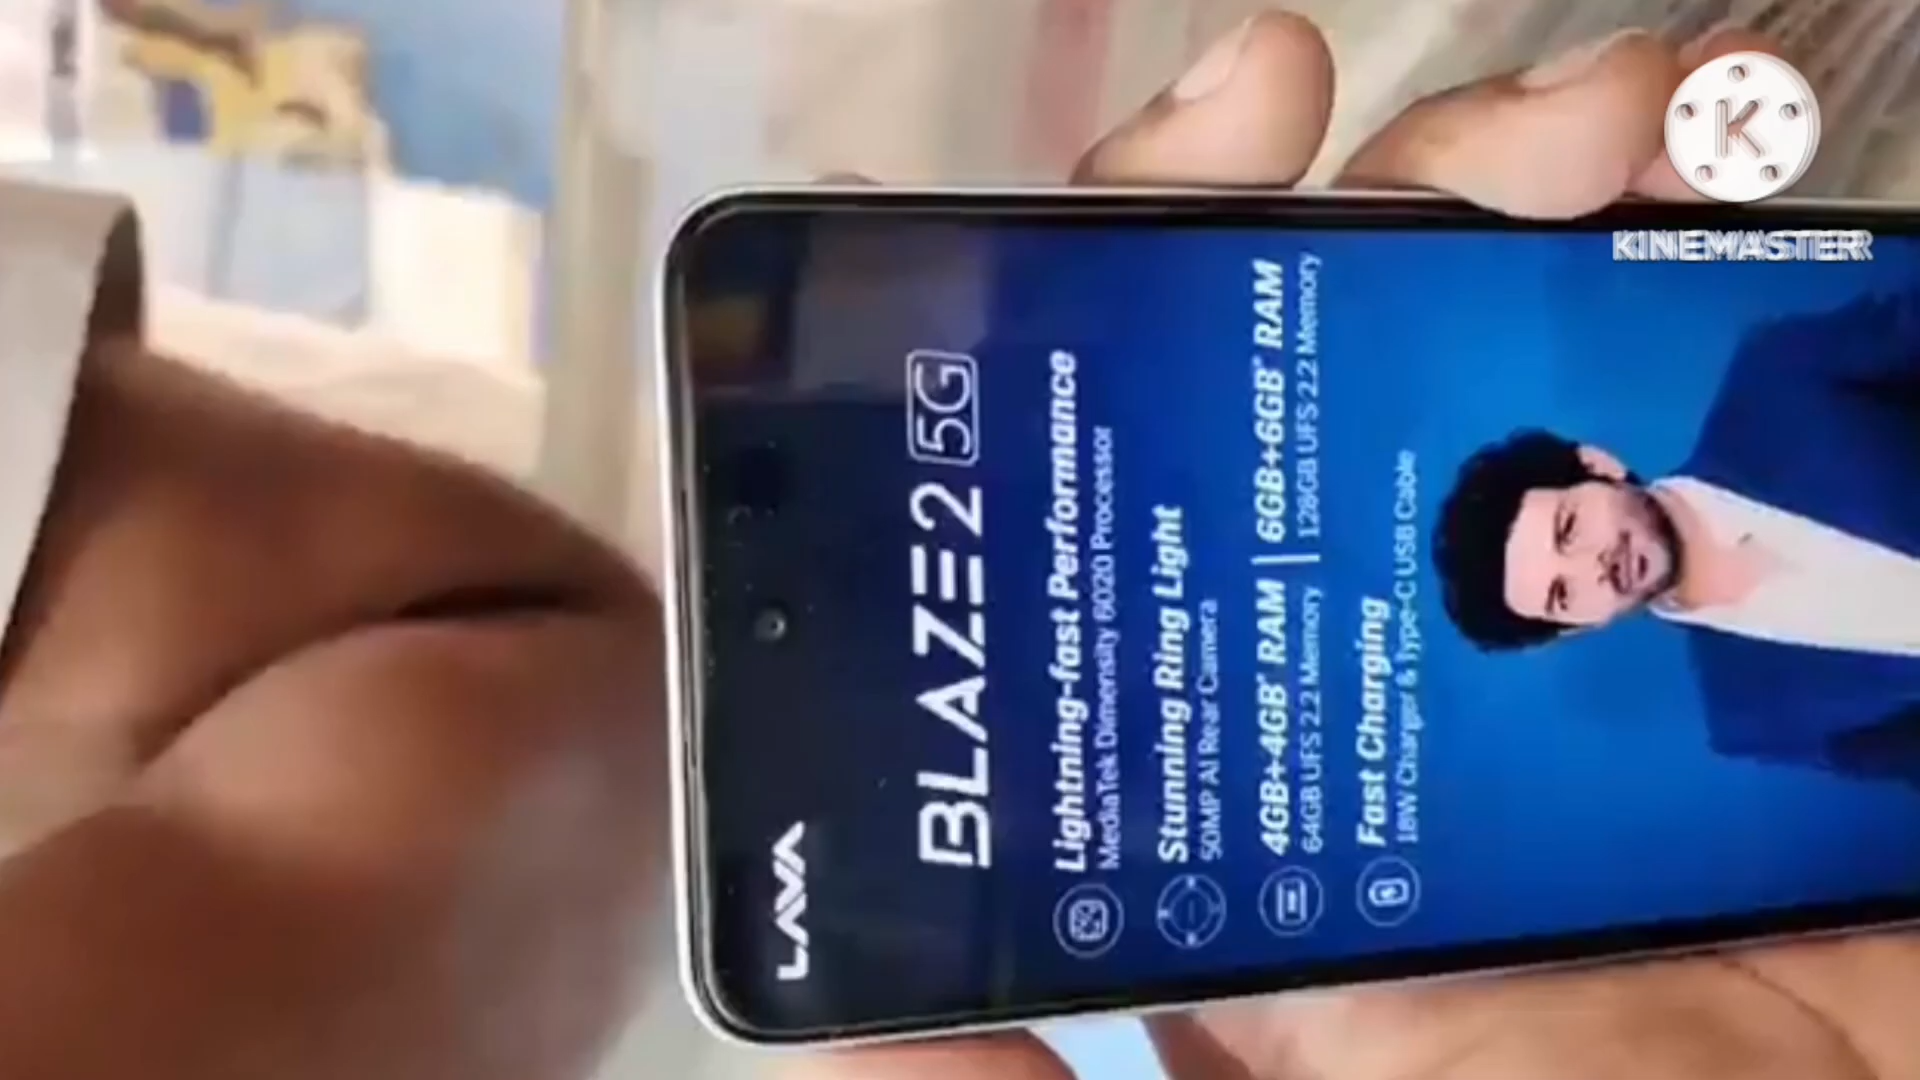 LAVA
BLAZE 2 5G
Lightning-fast Performance
MediaTek Dimensity 6020 Processor
Stunning Ring Light
50MP AI Rear Camera
4GB+4GB* RAM | 6GB+6GB* RAM
64GB UFS 2.2 Memory | 128GB UFS 2.2 Memory
Fast Charging
18W Charger & Type-C USB Cable
K
KINEMASTER